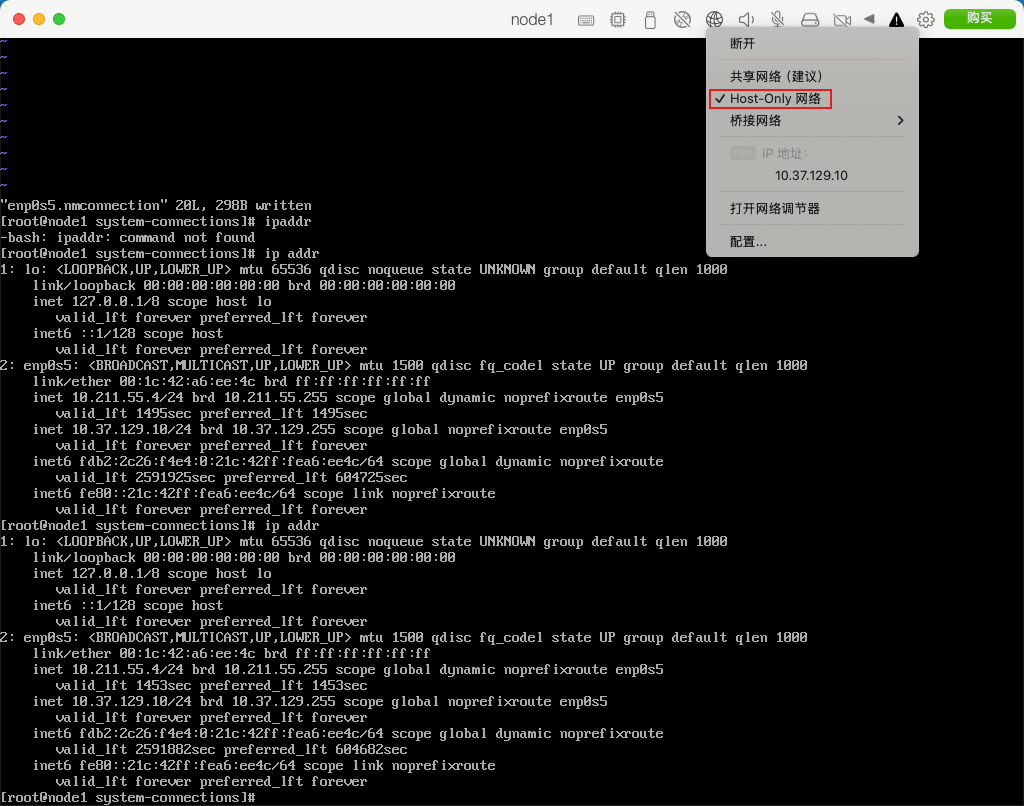 node1
购买
断开
共享网络 (建议)
✓ Host-Only 网络
桥接网络
PRO IP 地址:
10.37.129.10
打开网络调节器
配置...
~
~
~
~
~
~
~
~
~
~
"enp0s5.nmconnection" 20L, 298B written
[root@node1 system-connections]# ipaddr
-bash: ipaddr: command not found
[root@node1 system-connections]# ip addr
1: lo: <LOOPBACK,UP,LOWER_UP> mtu 65536 qdisc noqueue state UNKNOWN group default qlen 1000
    link/loopback 00:00:00:00:00:00 brd 00:00:00:00:00:00
    inet 127.0.0.1/8 scope host lo
       valid_lft forever preferred_lft forever
    inet6 ::1/128 scope host
       valid_lft forever preferred_lft forever
2: enp0s5: <BROADCAST,MULTICAST,UP,LOWER_UP> mtu 1500 qdisc fq_codel state UP group default qlen 1000
    link/ether 00:1c:42:a6:ee:4c brd ff:ff:ff:ff:ff:ff
    inet 10.211.55.4/24 brd 10.211.55.255 scope global dynamic noprefixroute enp0s5
       valid_lft 1495sec preferred_lft 1495sec
    inet 10.37.129.10/24 brd 10.37.129.255 scope global noprefixroute enp0s5
       valid_lft forever preferred_lft forever
    inet6 fdb2:2c26:f4e4:0:21c:42ff:fea6:ee4c/64 scope global dynamic noprefixroute
       valid_lft 2591925sec preferred_lft 604725sec
    inet6 fe80::21c:42ff:fea6:ee4c/64 scope link noprefixroute
       valid_lft forever preferred_lft forever
[root@node1 system-connections]# ip addr
1: lo: <LOOPBACK,UP,LOWER_UP> mtu 65536 qdisc noqueue state UNKNOWN group default qlen 1000
    link/loopback 00:00:00:00:00:00 brd 00:00:00:00:00:00
    inet 127.0.0.1/8 scope host lo
       valid_lft forever preferred_lft forever
    inet6 ::1/128 scope host
       valid_lft forever preferred_lft forever
2: enp0s5: <BROADCAST,MULTICAST,UP,LOWER_UP> mtu 1500 qdisc fq_codel state UP group default qlen 1000
    link/ether 00:1c:42:a6:ee:4c brd ff:ff:ff:ff:ff:ff
    inet 10.211.55.4/24 brd 10.211.55.255 scope global dynamic noprefixroute enp0s5
       valid_lft 1453sec preferred_lft 1453sec
    inet 10.37.129.10/24 brd 10.37.129.255 scope global noprefixroute enp0s5
       valid_lft forever preferred_lft forever
    inet6 fdb2:2c26:f4e4:0:21c:42ff:fea6:ee4c/64 scope global dynamic noprefixroute
       valid_lft 2591882sec preferred_lft 604682sec
    inet6 fe80::21c:42ff:fea6:ee4c/64 scope link noprefixroute
       valid_lft forever preferred_lft forever
[root@node1 system-connections]#